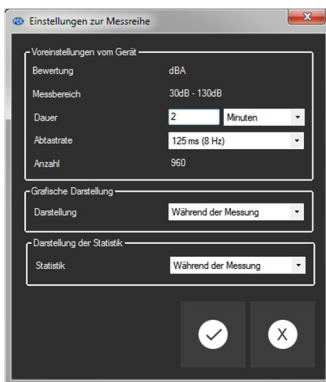 Einstellungen zur Messreihe
Voreinstellungen vom Gerät
Bewertung dBA
Messbereich 30dB - 130dB
Dauer 2 Minuten
Abtastrate 125 ms (8 Hz)
Anzahl 960
Grafische Darstellung
Darstellung Während der Messung
Darstellung der Statistik
Statistik Während der Messung